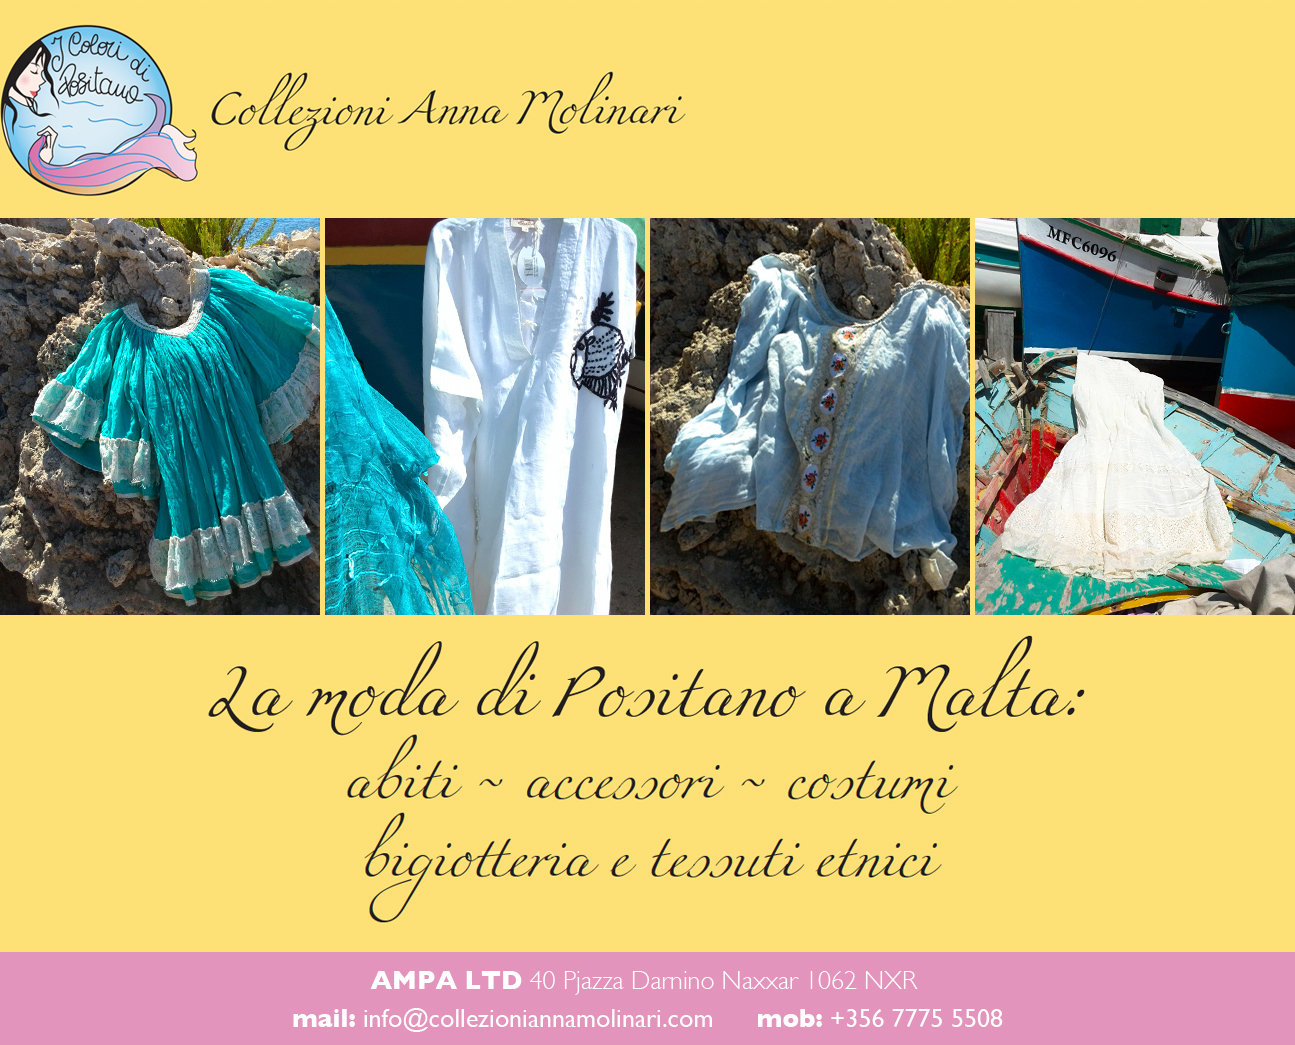 I Colori di
Positano
Collezioni Anna Molinari
MFC6096
La moda di Positano a Malta:
abiti ~ accessori ~ costumi
bigiotteria e tessuti etnici
AMPA LTD 40 Pjazza Damino Naxxar 1062 NXR
mail: info@collezioniannamolinari.com mob: +356 7775 5508